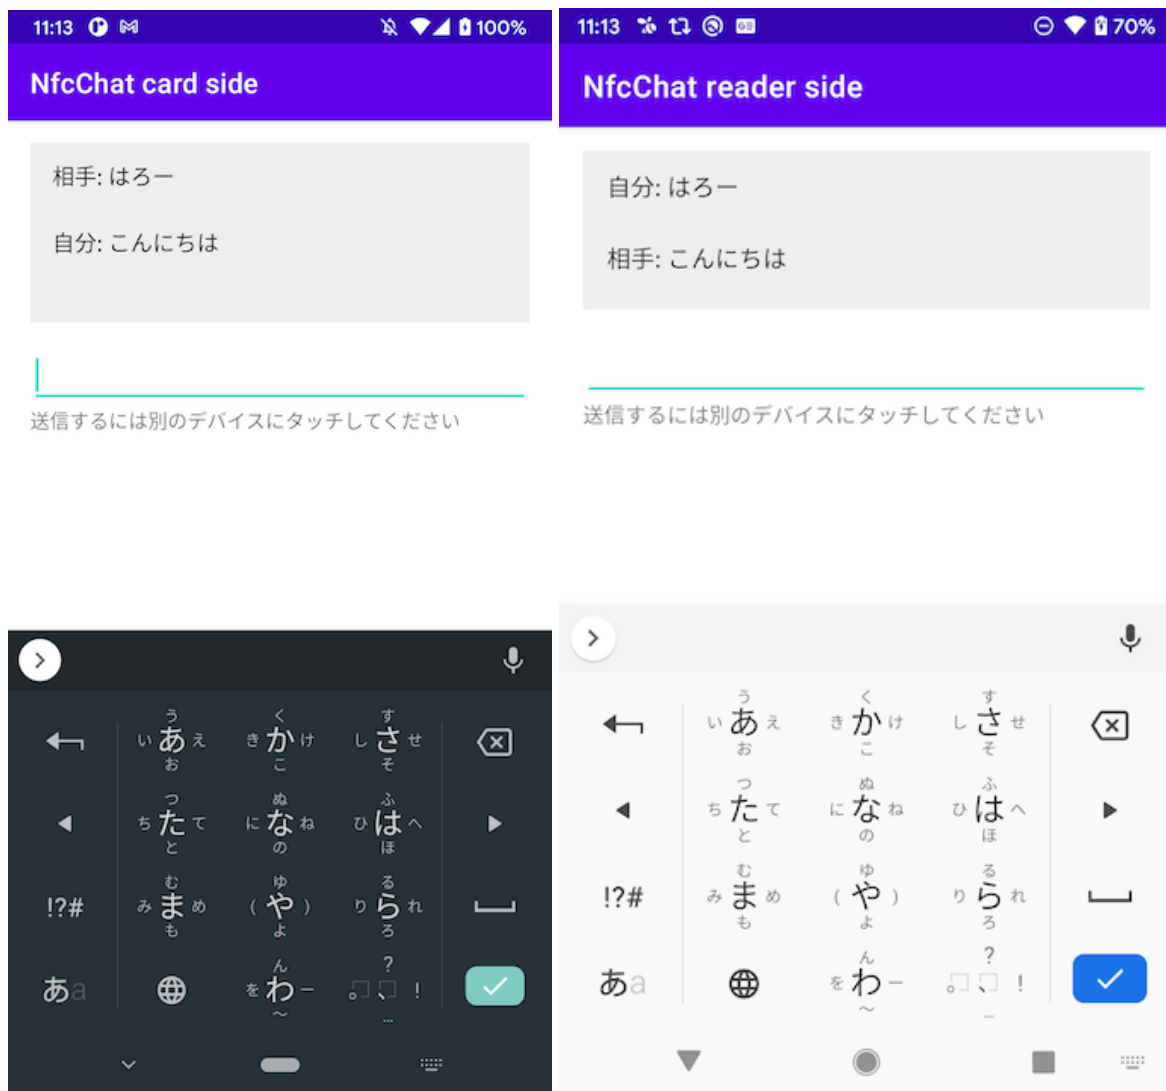 11:13 100%
NfcChat card side
相手: はろー
自分: こんにちは
送信するには別のデバイスにタッチしてください
う く す
い あ え き か け し さ せ
お こ そ
つ ぬ ふ
ち た て に な ね ひ は へ
と の ほ
む ゆ る
!?# み ま め ( や ) り ら れ
も よ ろ
ん ?
あa を わ ー 。 、 !
〜 …
11:13 GE 70%
NfcChat reader side
自分: はろー
相手: こんにちは
送信するには別のデバイスにタッチしてください
う く す
い あ え き か け し さ せ
お こ そ
つ ぬ ふ
ち た て に な ね ひ は へ
と の ほ
む ゆ る
!?# み ま め ( や ) り ら れ
も よ ろ
ん ?
あa を わ ー 。 、 !
〜 …